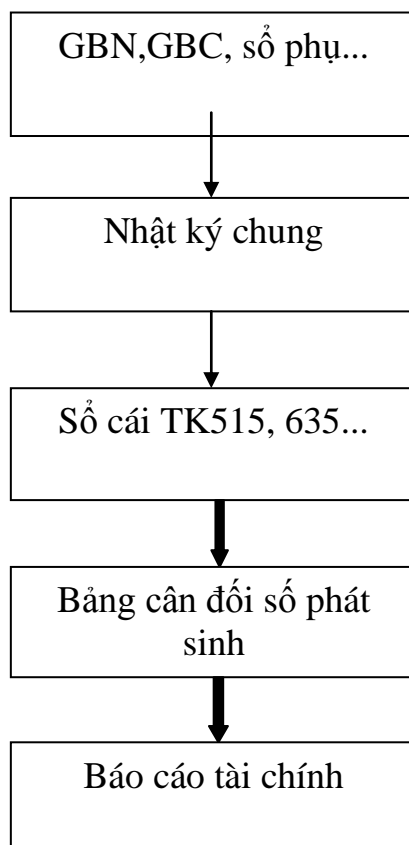 GBN,GBC, sổ phụ...
Nhật ký chung
Sổ cái TK515, 635...
Bảng cân đối số phát
sinh
Báo cáo tài chính